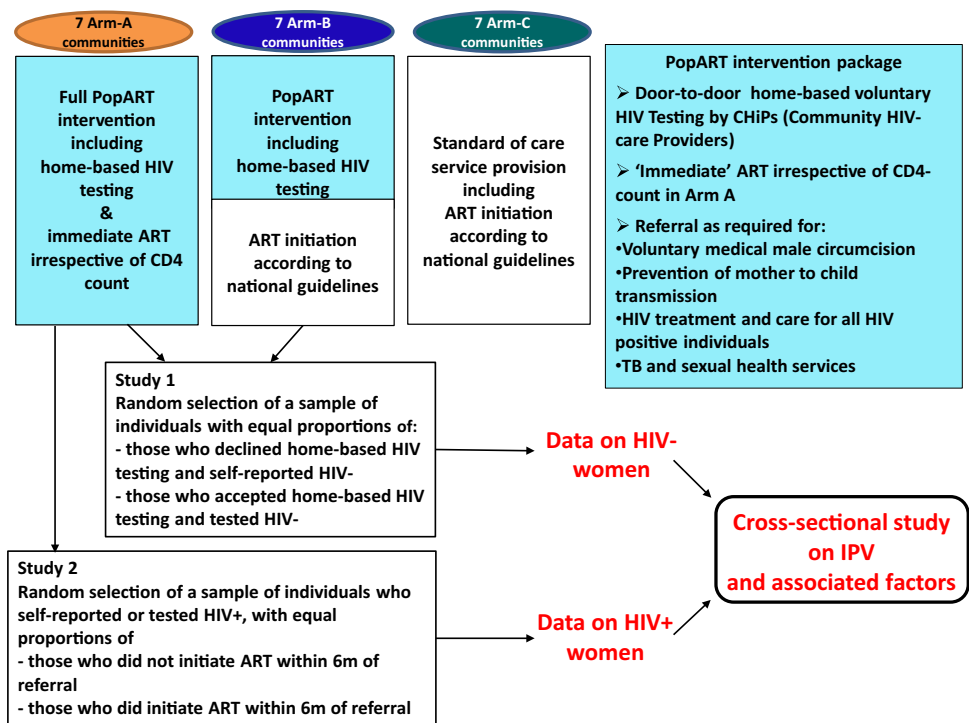 7 Arm-A
communities
7 Arm-B
communities
7 Arm-C
communities
Full PopART
intervention
including
home-based HIV
testing
&
immediate ART
irrespective of CD4
count
PopART
intervention
including
home-based HIV
testing
ART initiation
according to
national guidelines
Standard of care
service provision
including
ART initiation
according to
national guidelines
PopART intervention package
➢ Door-to-door home-based voluntary
HIV Testing by CHiPs (Community HIV-
care Providers)
➢ ‘Immediate’ ART irrespective of CD4-
count in Arm A
➢ Referral as required for:
•Voluntary medical male circumcision
•Prevention of mother to child
transmission
•HIV treatment and care for all HIV
positive individuals
•TB and sexual health services
Study 1
Random selection of a sample of
individuals with equal proportions of:
- those who declined home-based HIV
testing and self-reported HIV-
- those who accepted home-based HIV
testing and tested HIV-
Data on HIV-
women
Study 2
Random selection of a sample of individuals who
self-reported or tested HIV+, with equal
proportions of
- those who did not initiate ART within 6m of
referral
- those who did initiate ART within 6m of referral
Data on HIV+
women
Cross-sectional study
on IPV
and associated factors